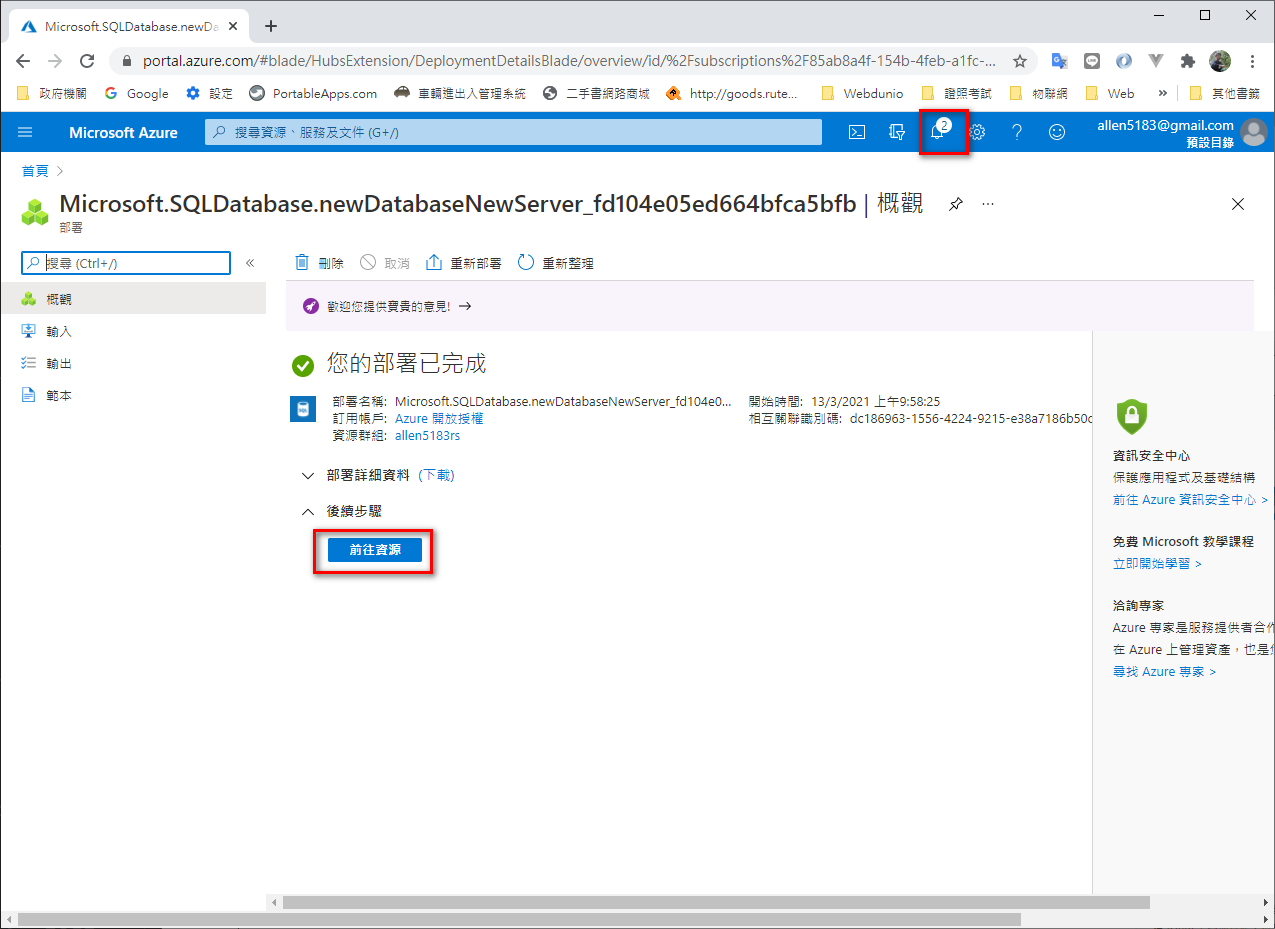 Microsoft.SQLDatabase.newDa
portal.azure.com/#blade/HubsExtension/DeploymentDetailsBlade/overview/id/%2Fsubscriptions%2F85ab8a4f-154b-4feb-a1fc-...
政府機關 Google 設定 PortableApps.com 車輛進出入管理系統 二手書網路商城 http://goods.rute... Webdunio 證照考試 物聯網 Web » 其他書籤
Microsoft Azure 搜尋資源、服務及文件 (G+/) 2 allen5183@gmail.com
預設目錄
首頁 >
Microsoft.SQLDatabase.newDatabaseNewServer_fd104e05ed664bfca5bfb | 概觀 ...
部署
搜尋 (Ctrl+/) « 刪除 取消 重新部署 重新整理
概觀
輸入
輸出
範本
歡迎您提供寶貴的意見! →
您的部署已完成
部署名稱: Microsoft.SQLDatabase.newDatabaseNewServer_fd104e0... 開始時間: 13/3/2021 上午9:58:25
訂用帳戶: Azure 開放授權 相互關聯識別碼: dc186963-1556-4224-9215-e38a7186b50c
資源群組: allen5183rs
部署詳細資料 (下載)
後續步驟
前往資源
資訊安全中心
保護應用程式及基礎結構
前往 Azure 資訊安全中心 >
免費 Microsoft 教學課程
立即開始學習 >
洽詢專家
Azure 專家是服務提供者合作
在 Azure 上管理資產，也是
尋找 Azure 專家 >